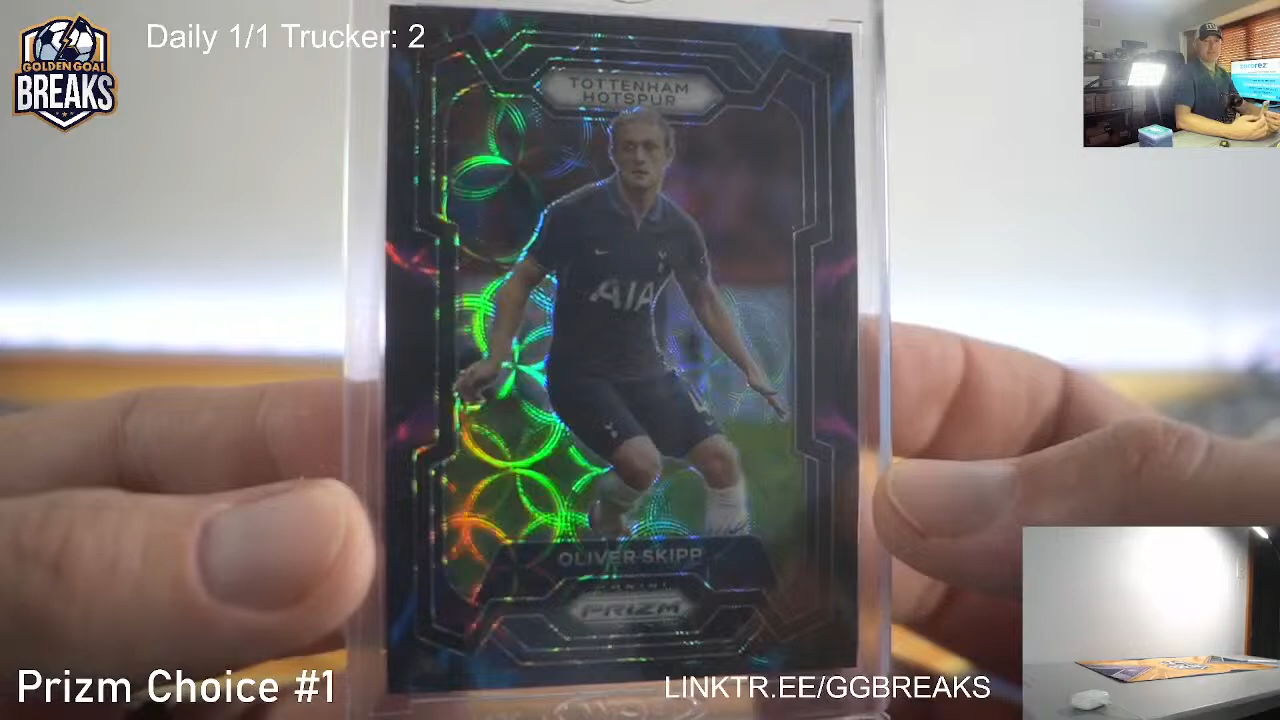 GOLDEN GOAL
BREAKS
Daily 1/1 Trucker: 2
TOTTENHAM
HOTSPUR
AIA
OLIVER SKIPP
PANINI
PRIZM
Prizm Choice #1
LINKTR.EE/GGBREAKS